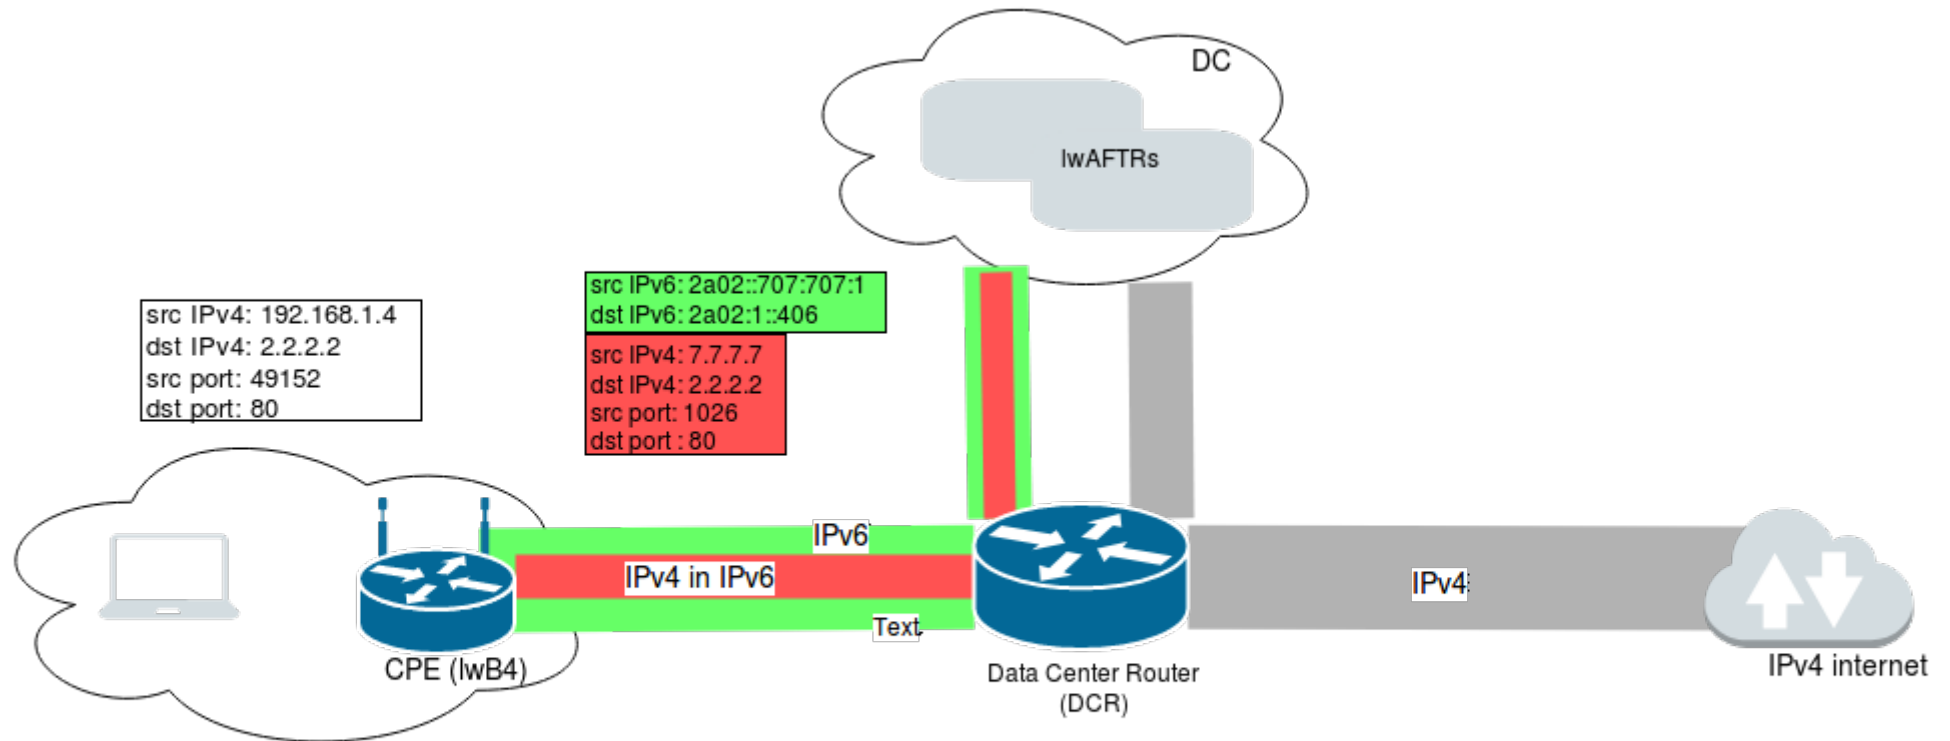 DC
lwAFTRs
src IPv6: 2a02::707:707:1
dst IPv6: 2a02:1::406
src IPv4: 192.168.1.4
dst IPv4: 2.2.2.2
src port: 49152
dst port: 80
src IPv4: 7.7.7.7
dst IPv4: 2.2.2.2
src port: 1026
dst port : 80
IPv6
IPv4 in IPv6
Text
IPv4
CPE (lwB4)
Data Center Router
(DCR)
IPv4 internet